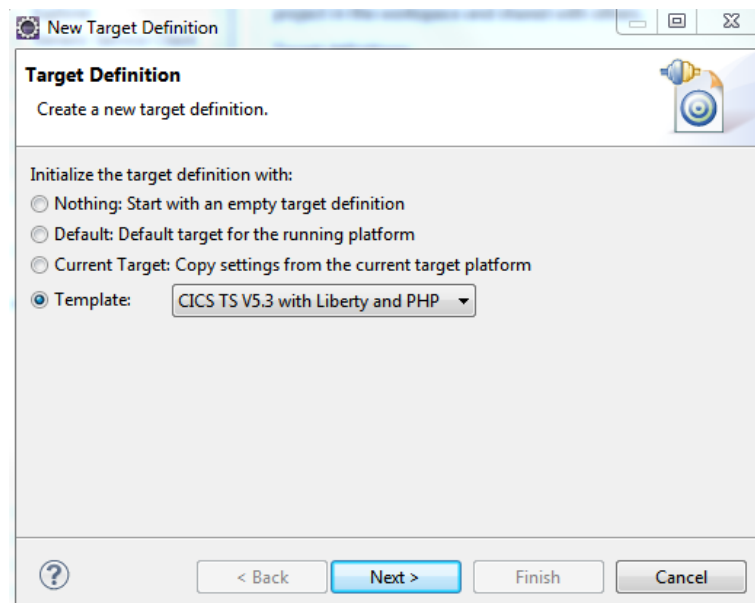 New Target Definition
Target Definition
Create a new target definition.
Initialize the target definition with:
Nothing: Start with an empty target definition
Default: Default target for the running platform
Current Target: Copy settings from the current target platform
Template: CICS TS V5.3 with Liberty and PHP
? < Back Next > Finish Cancel